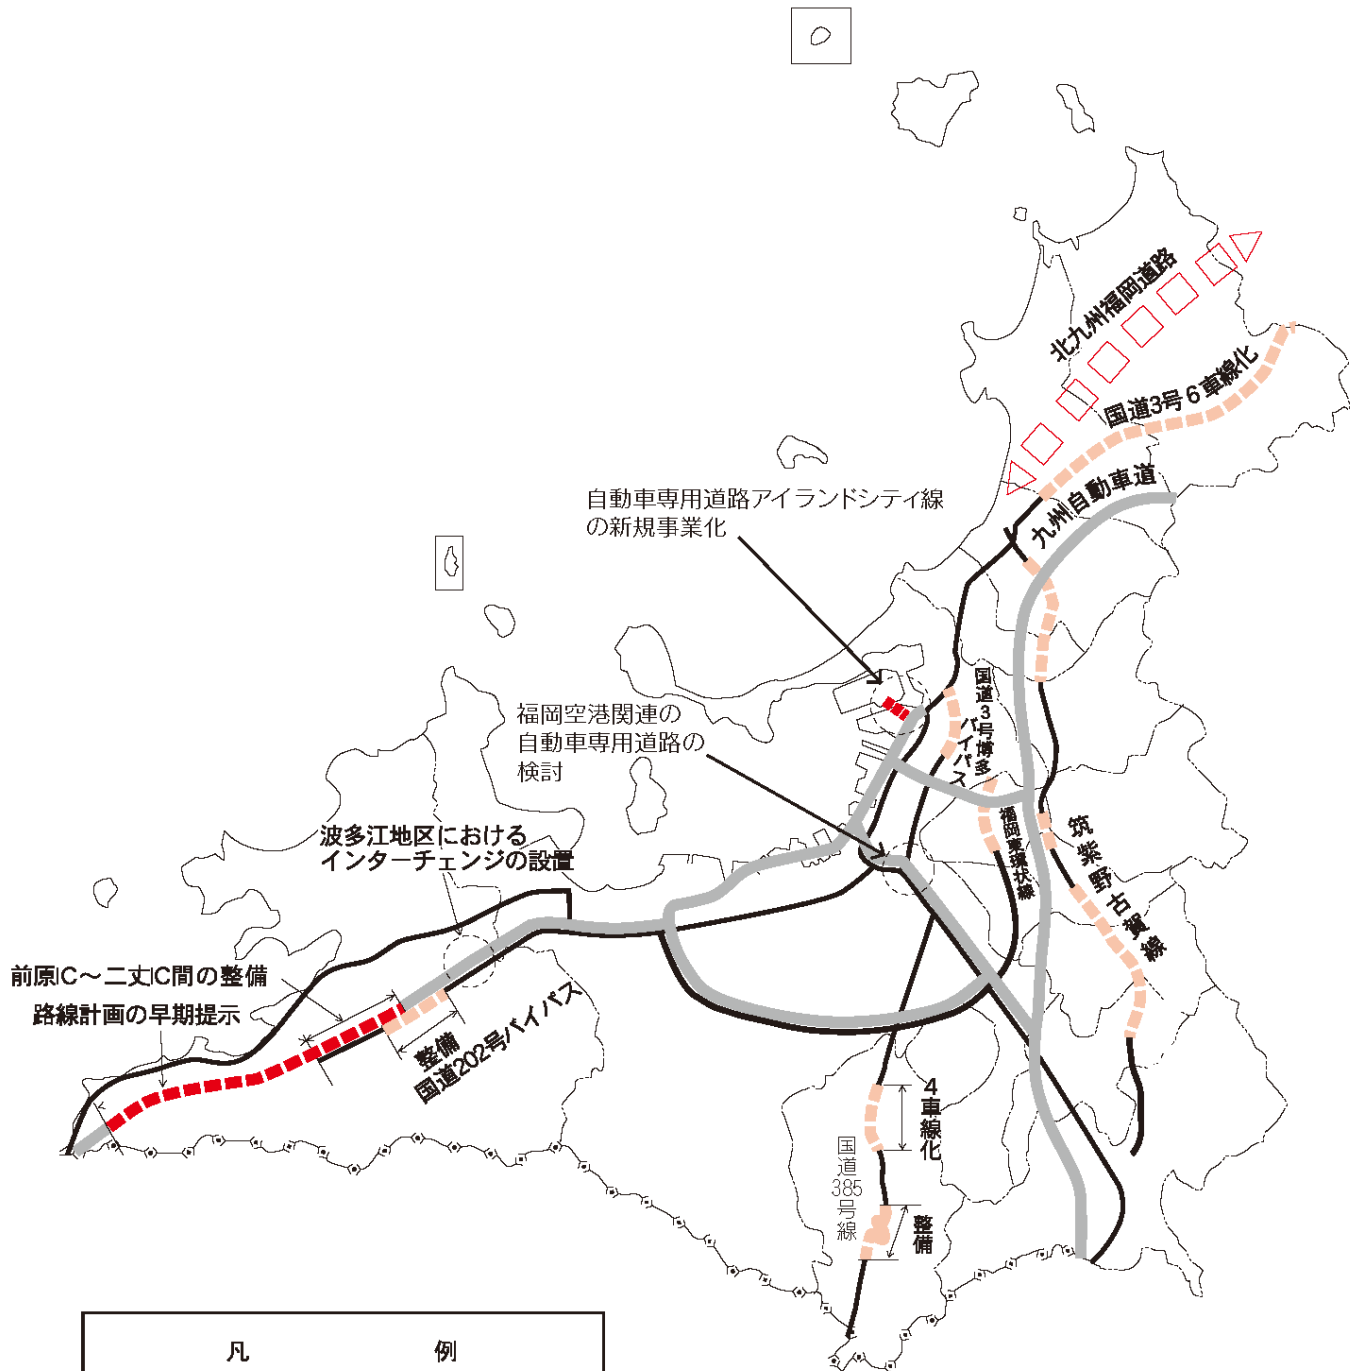 北九州福岡道路
国道3号6車線化
九州自動車道
自動車専用道路アイランドシティ線
の新規事業化
国道3号博多
バイパス
福岡空港関連の
自動車専用道路の
検討
福岡東環状線
筑紫野古賀線
波多江地区における
インターチェンジの設置
前原IC～二丈IC間の整備
路線計画の早期提示
整備
国道202号バイパス
4車線化
国道385号線
整備
凡例